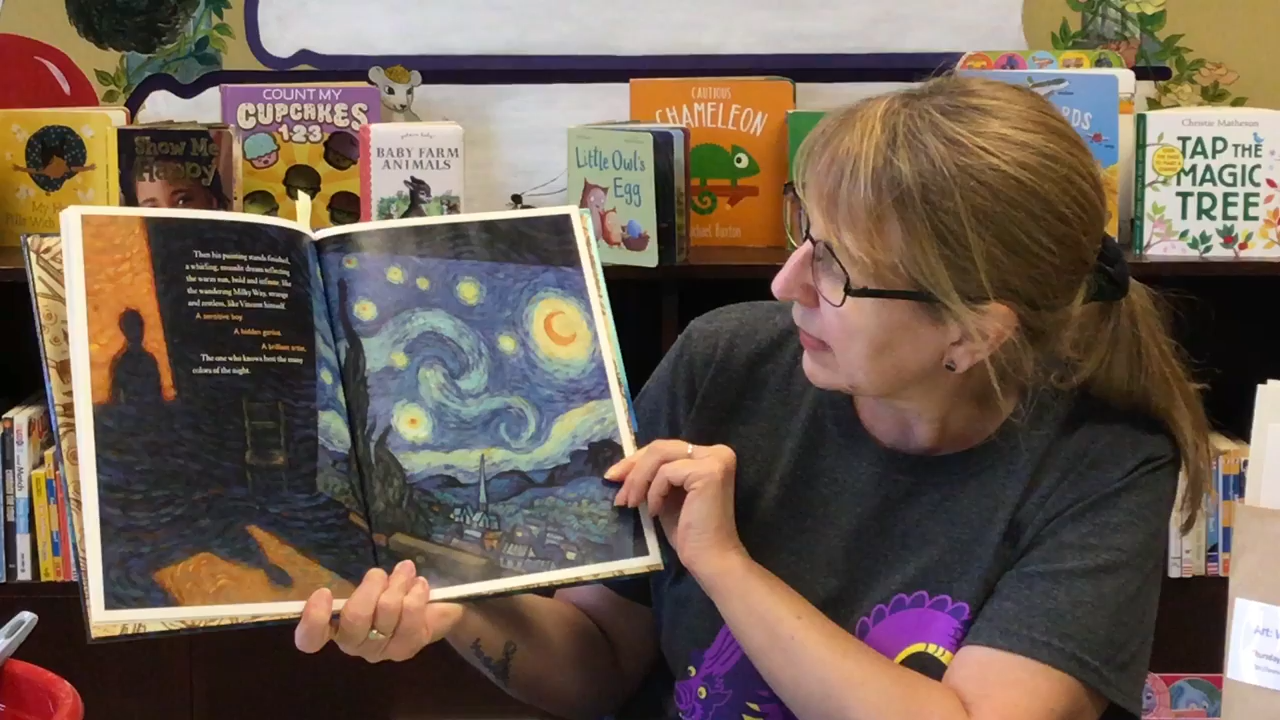 COUNT MY
CUPCAKES
123
Show Me
Happy
BABY FARM
ANIMALS
Little Owl's
Egg
CAUTIOUS
CHAMELEON
Christie Matheson
TAP THE
MAGIC
TREE
Then his painting stands finished,
a whirling, moonlit dream reflecting
the warm sun, bold and infinite, like
the wandering Milky Way, strange
and restless, like Vincent himself.
A sensitive boy.
A hidden genius.
A brilliant artist.
The one who knows best the many
colors of the night.
Match
Art: